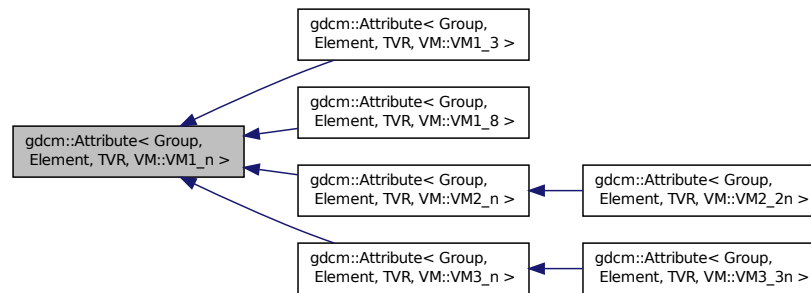 gdcm::Attribute< Group,
Element, TVR, VM::VM1_n >
gdcm::Attribute< Group,
Element, TVR, VM::VM1_3 >
gdcm::Attribute< Group,
Element, TVR, VM::VM1_8 >
gdcm::Attribute< Group,
Element, TVR, VM::VM2_n >
gdcm::Attribute< Group,
Element, TVR, VM::VM2_2n >
gdcm::Attribute< Group,
Element, TVR, VM::VM3_n >
gdcm::Attribute< Group,
Element, TVR, VM::VM3_3n >